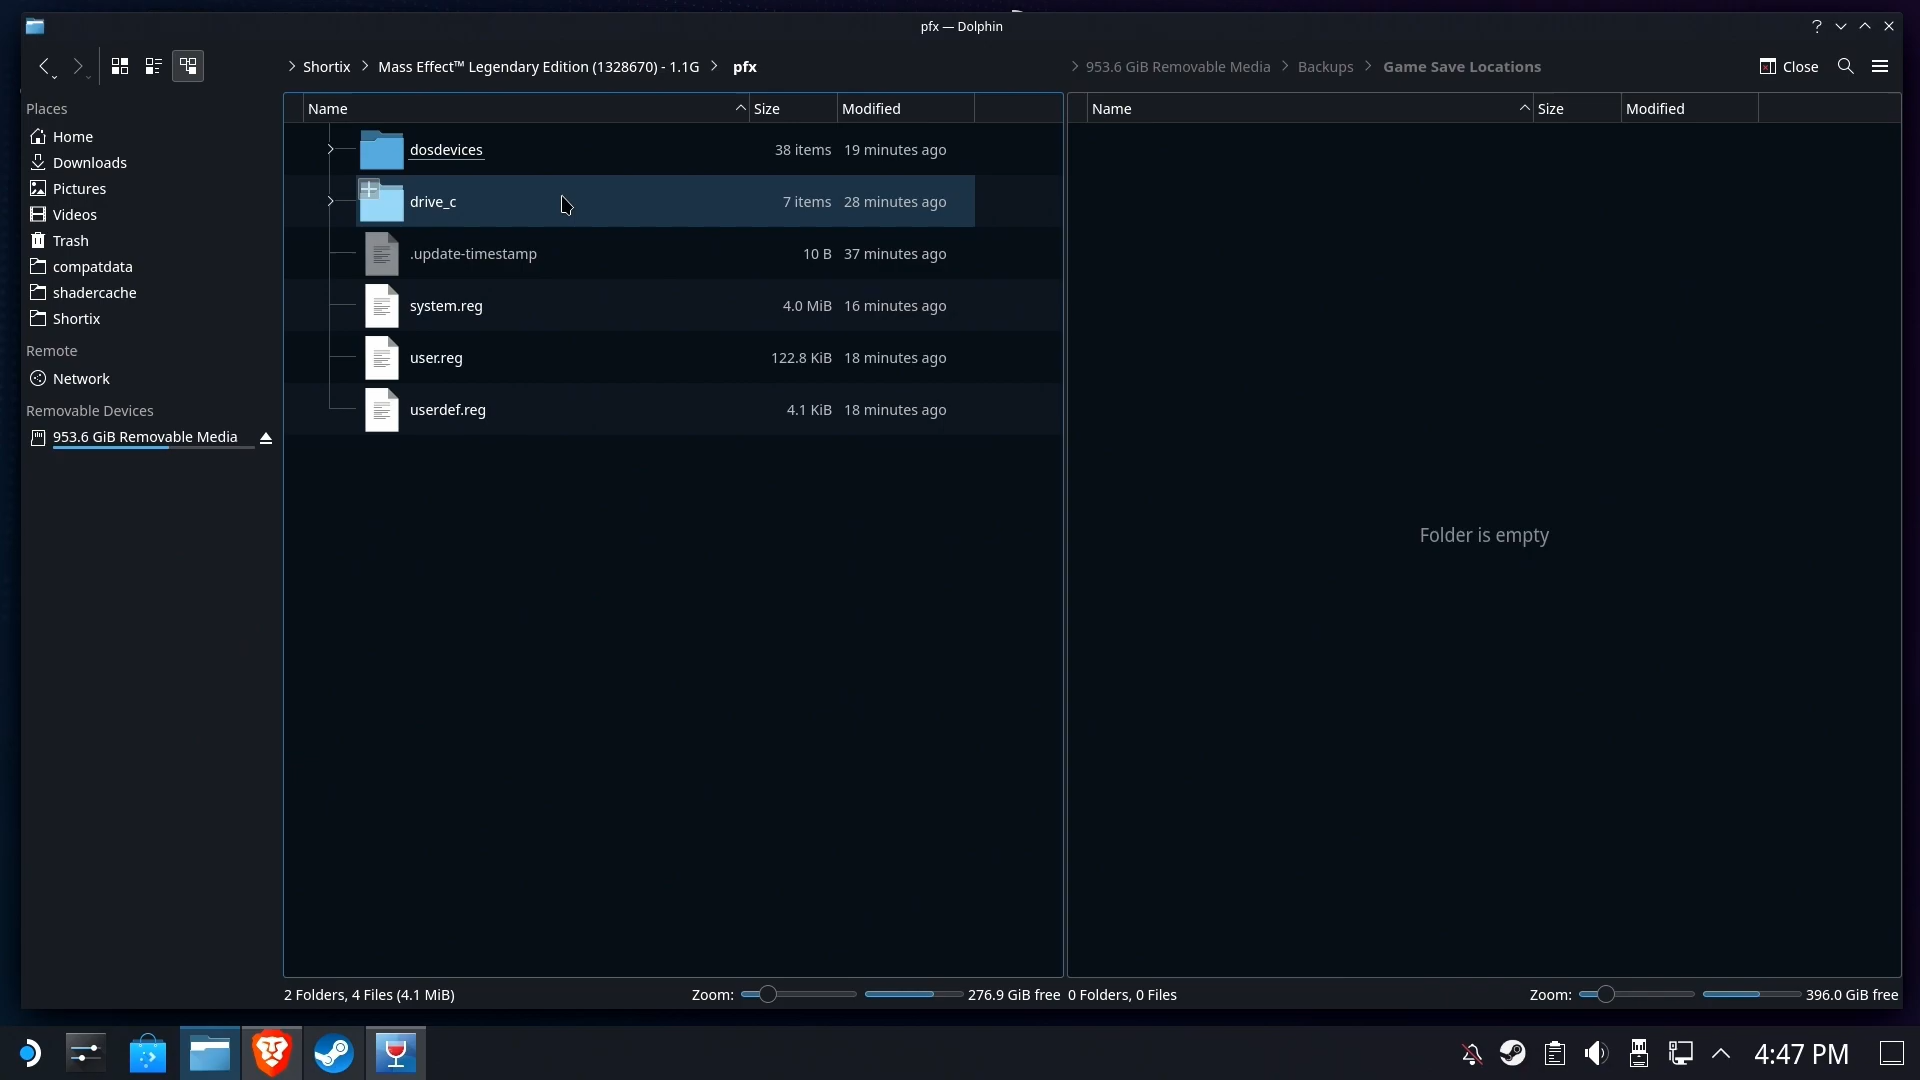 pfx — Dolphin
Shortix
Mass Effect™ Legendary Edition (1328670) - 1.1G
pfx
953.6 GiB Removable Media
Backups
Game Save Locations
Close
Places
Home
Downloads
Pictures
Videos
Trash
compatdata
shadercache
Shortix
Remote
Network
Removable Devices
953.6 GiB Removable Media
Name Size Modified
dosdevices 38 items 19 minutes ago
drive_c 7 items 28 minutes ago
.update-timestamp 10 B 37 minutes ago
system.reg 4.0 MiB 16 minutes ago
user.reg 122.8 KiB 18 minutes ago
userdef.reg 4.1 KiB 18 minutes ago
2 Folders, 4 Files (4.1 MiB) Zoom: 276.9 GiB free
Name Size Modified
Folder is empty
0 Folders, 0 Files Zoom: 396.0 GiB free
4:47 PM